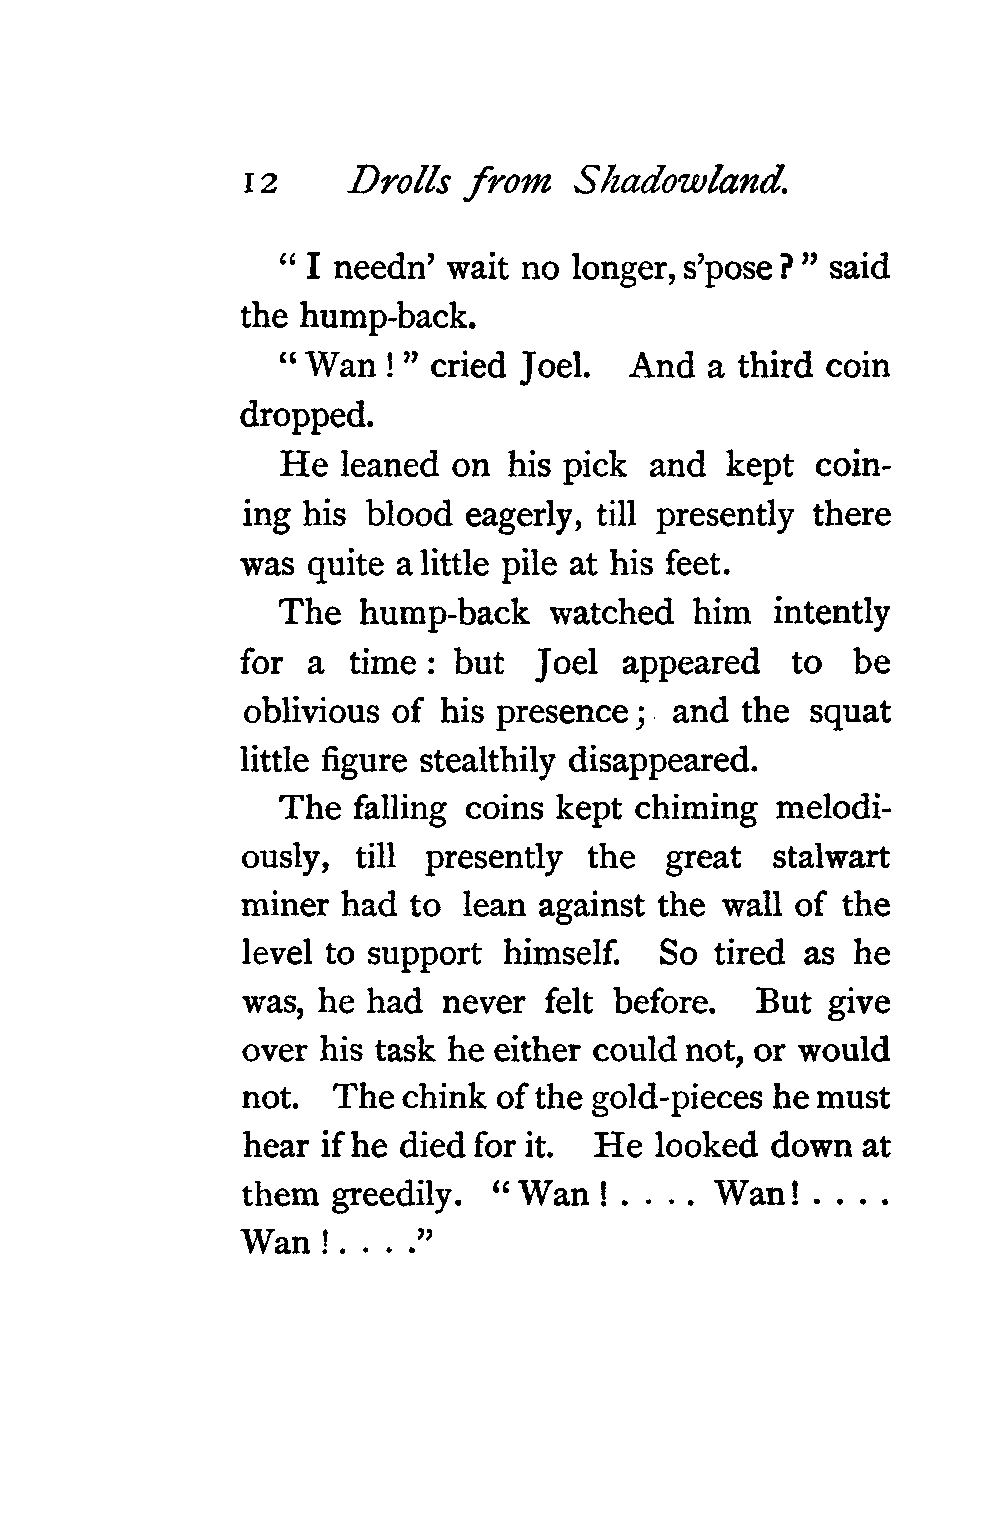 12 Drolls from Shadowland.
“ I needn’ wait no longer, s’pose ? ” said
the hump-back.
“ Wan ! ” cried Joel. And a third coin
dropped.
He leaned on his pick and kept coin-
ing his blood eagerly, till presently there
was quite a little pile at his feet.
The hump-back watched him intently
for a time : but Joel appeared to be
oblivious of his presence ; and the squat
little figure stealthily disappeared.
The falling coins kept chiming melodi-
ously, till presently the great stalwart
miner had to lean against the wall of the
level to support himself. So tired as he
was, he had never felt before. But give
over his task he either could not, or would
not. The chink of the gold-pieces he must
hear if he died for it. He looked down at
them greedily. “ Wan ! . . . . Wan ! . . . .
Wan ! . . . .”